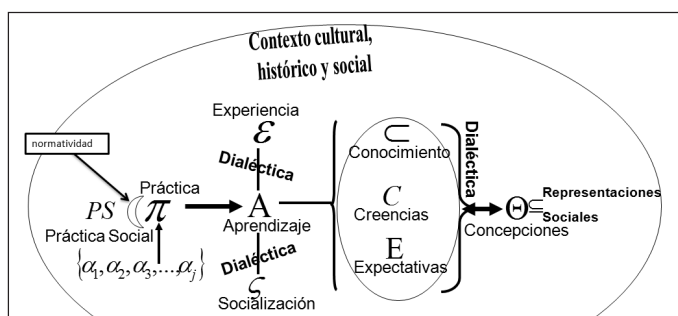 Contexto cultural,
histórico y social
Experiencia
ε
normatividad
Dialéctica
⊂
Conocimiento
Dialéctica
Práctica
PS π
A
C
Creencias
Θ ⊆ Representaciones
Sociales
Práctica Social
Aprendizaje
Concepciones
{α₁, α₂, α₃, ..., αⱼ}
Dialéctica
E
Expectativas
ς
Socialización